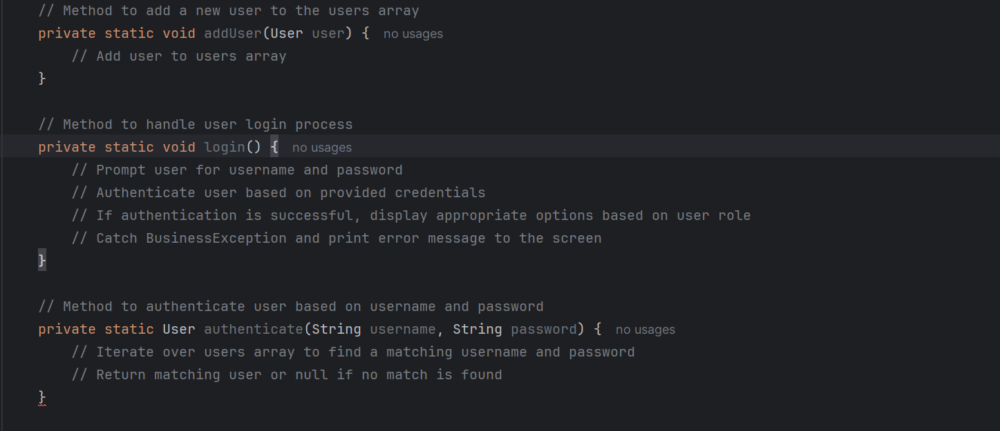 // Method to add a new user to the users array
private static void addUser(User user) {   no usages
    // Add user to users array
}
// Method to handle user login process
private static void login() {   no usages
    // Prompt user for username and password
    // Authenticate user based on provided credentials
    // If authentication is successful, display appropriate options based on user role
    // Catch BusinessException and print error message to the screen
}
// Method to authenticate user based on username and password
private static User authenticate(String username, String password) {   no usages
    // Iterate over users array to find a matching username and password
    // Return matching user or null if no match is found
}